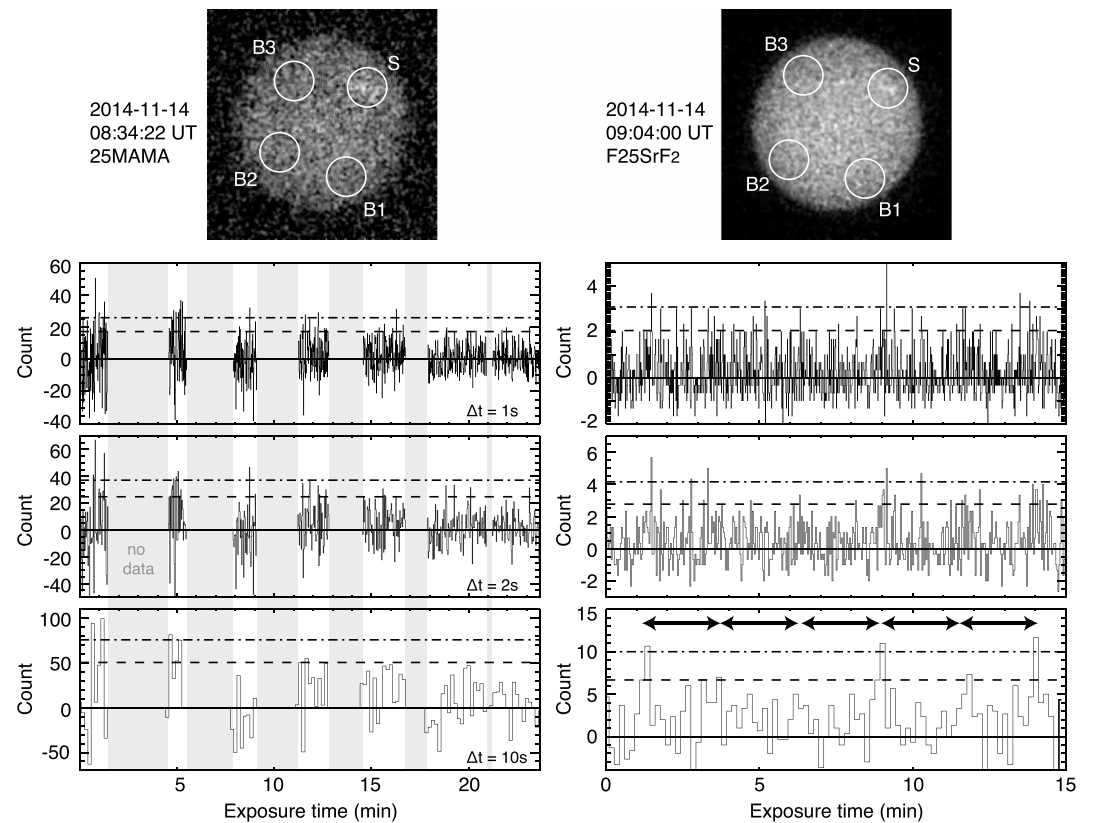 B3
S
2014-11-14
08:34:22 UT
25MAMA
B2
B1
B3
S
2014-11-14
09:04:00 UT
F25SrF2
B2
B1
60
40
20
0
-20
-40
Count
Δt = 1s
4
2
0
-2
Count
60
40
20
0
-20
-40
Count
no
data
Δt = 2s
6
4
2
0
-2
Count
100
50
0
-50
Count
Δt = 10s
5
10
15
20
Exposure time (min)
15
10
5
0
Count
0
5
10
15
Exposure time (min)